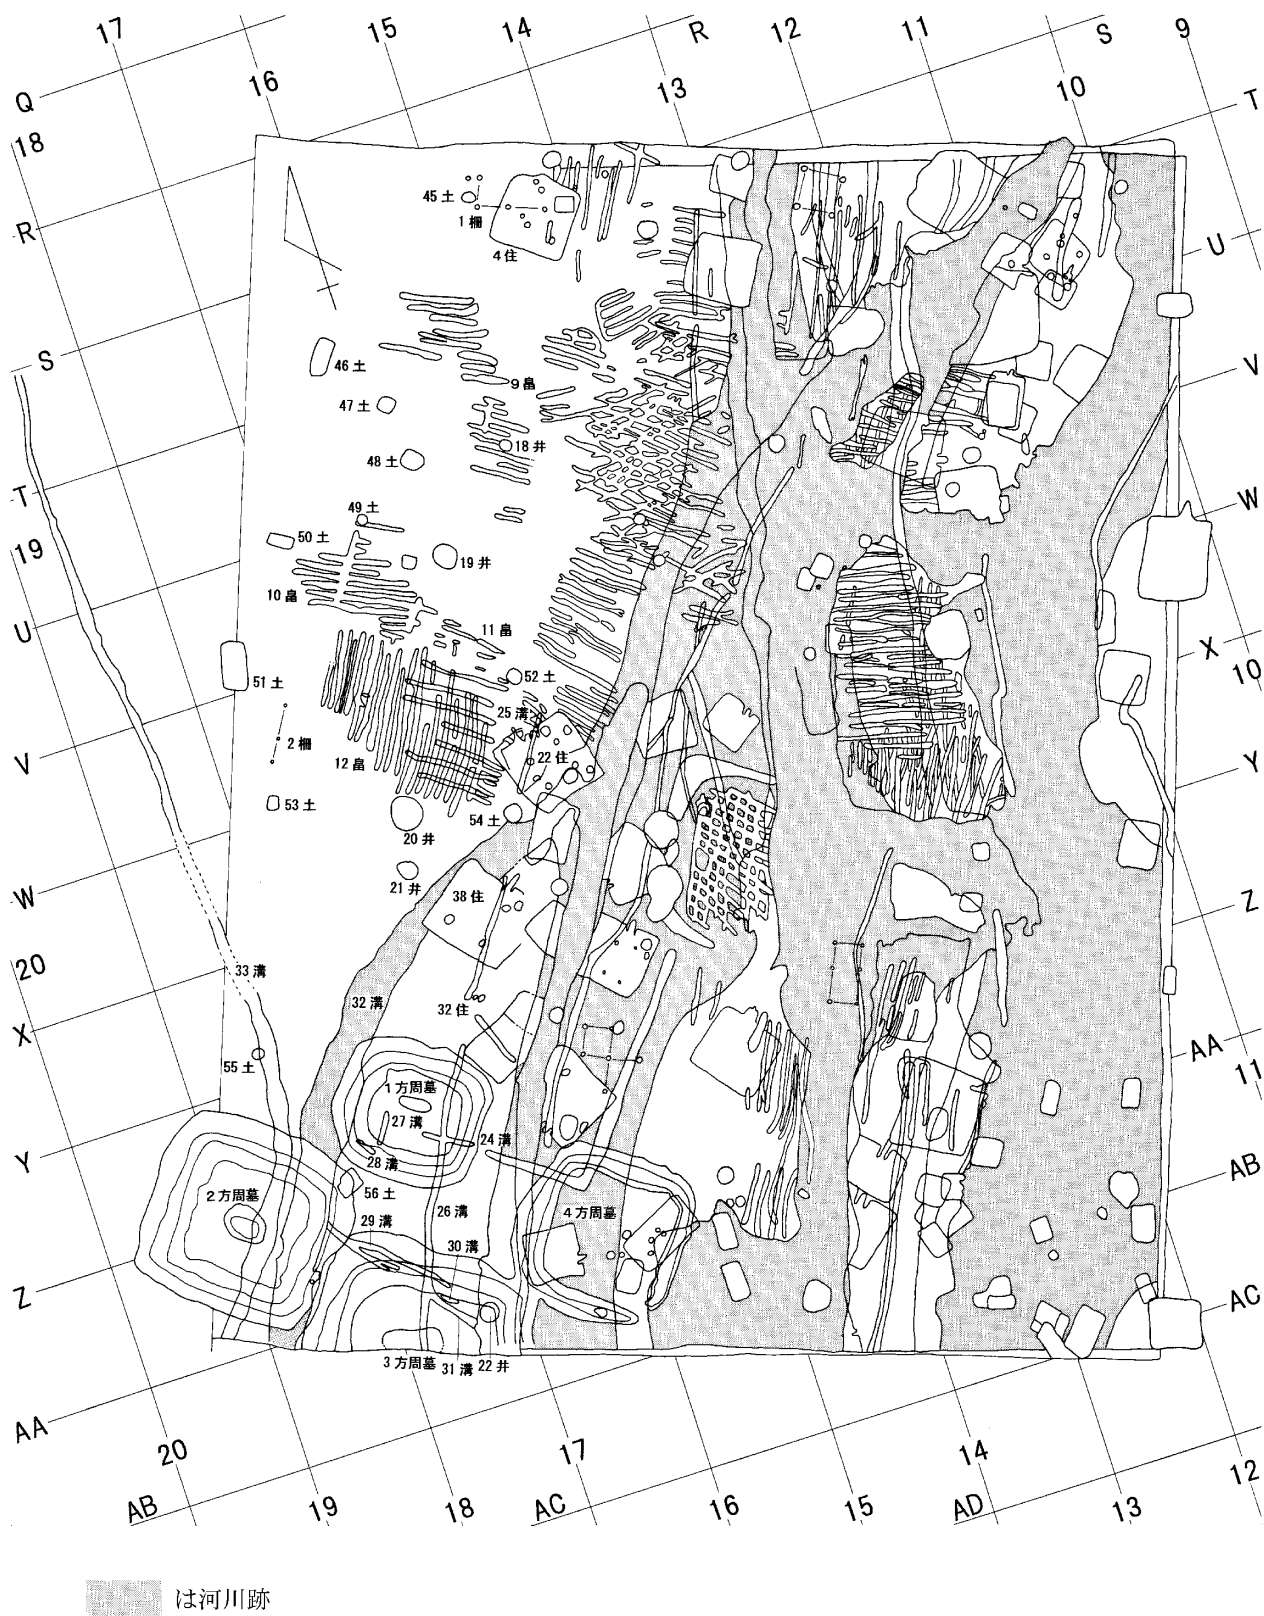 17
15
14
R
12
11
S
9
Q
16
13
10
T
18
45土
1柵
R
4住
U
S
46土
V
9畠
47土
18井
48土
T
49土
W
19
50土
19井
10畠
U
11畠
X
10
51土
52土
25溝
2柵
22住
V
12畠
Y
53土
54土
20井
21井
38住
W
Z
20
33溝
32溝
32住
X
AA
55土
11
1方周墓
27溝
24溝
Y
28溝
AB
2方周墓
56土
26溝
4方周墓
29溝
30溝
Z
AC
3方周墓
31溝
22井
AA
20
17
14
12
AB
19
18
AC
16
15
AD
13
は河川跡